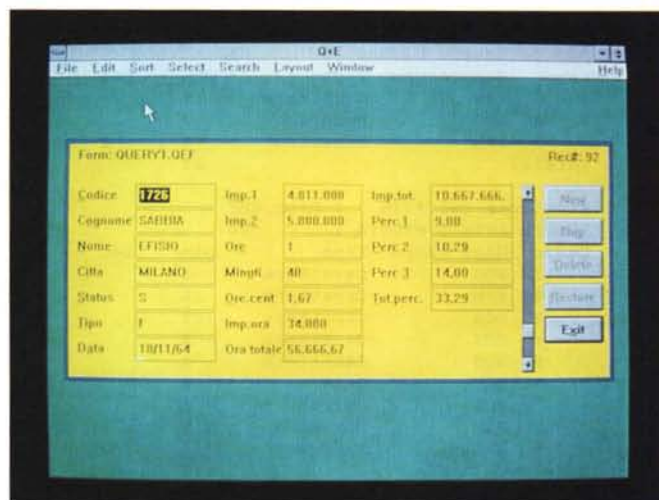 Q+E
File Edit Sort Select Search Layout Window Help
Form: QUERY1.QEF Rec#: 92
Codice 1726 Imp.1 4.811.000 Imp.tot. 10.667.666, New
Cognome SABBIA Imp.2 5.800.000 Perc.1 9,00 Skip
Nome EFISIO Ore 1 Perc 2 10,29 Delete
Citta MILANO Minuti 40 Perc 3 14,00 Restore
Status S Ore.cent 1,67 Tot.perc. 33,29
Tipo Imp.ora 34,000 Exit
Data 10/11/64 Ora totale 56.666,67